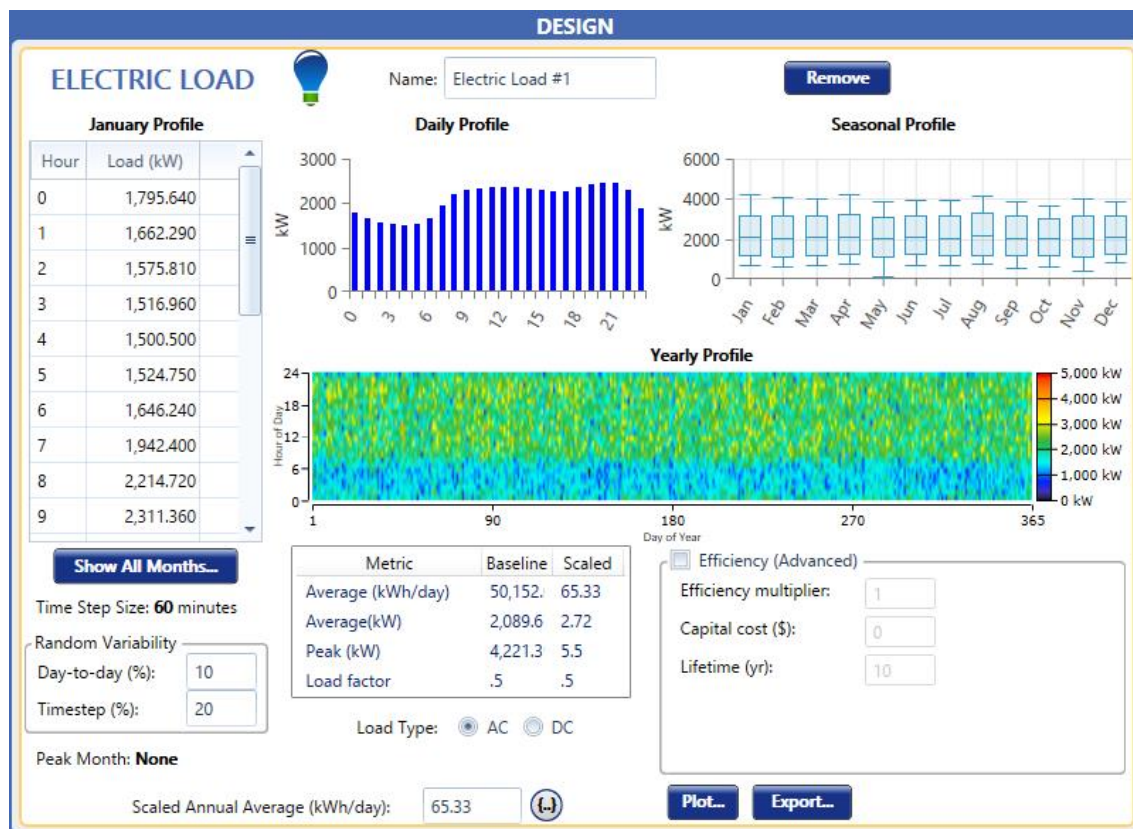 DESIGN
ELECTRIC LOAD
Name: Electric Load #1
Remove
January Profile
Hour Load (kW)
0 1,795.640
1 1,662.290
2 1,575.810
3 1,516.960
4 1,500.500
5 1,524.750
6 1,646.240
7 1,942.400
8 2,214.720
9 2,311.360
Show All Months...
Time Step Size: 60 minutes
Random Variability
Day-to-day (%): 10
Timestep (%): 20
Peak Month: None
Daily Profile
kW
3000
2000
1000
0
0 3 6 9 12 15 18 21
Seasonal Profile
kW
6000
4000
2000
0
Jan Feb Mar Apr May Jun Jul Aug Sep Oct Nov Dec
Yearly Profile
Hour of Day
24
18
12
6
0
1 90 180 270 365
Day of Year
5,000 kW
4,000 kW
3,000 kW
2,000 kW
1,000 kW
0 kW
Metric Baseline Scaled
Average (kWh/day) 50,152. 65.33
Average(kW) 2,089.6 2.72
Peak (kW) 4,221.3 5.5
Load factor .5 .5
Load Type: AC DC
Efficiency (Advanced)
Efficiency multiplier: 1
Capital cost ($): 0
Lifetime (yr): 10
Scaled Annual Average (kWh/day): 65.33 {..}
Plot... Export...